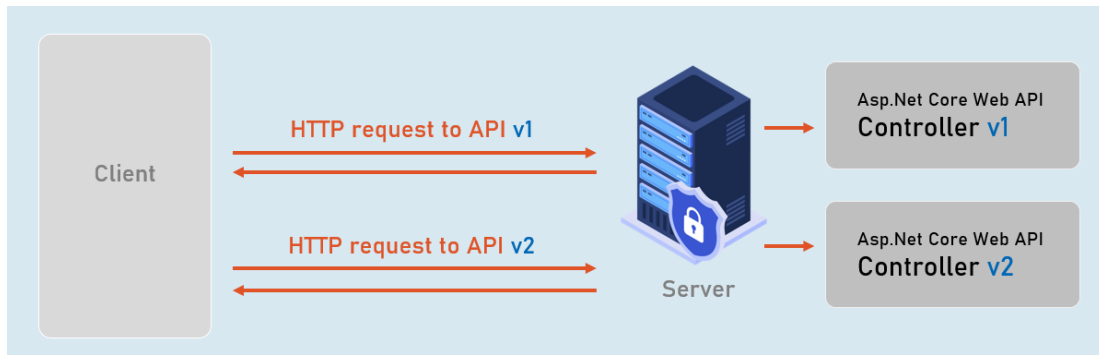 Client
HTTP request to API v1
HTTP request to API v2
Server
Asp.Net Core Web API
Controller v1
Asp.Net Core Web API
Controller v2